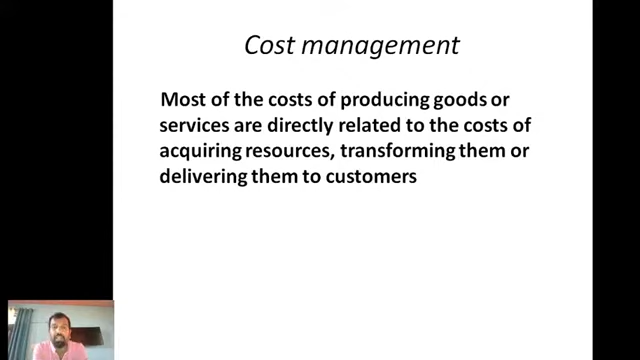 Cost management
Most of the costs of producing goods or
services are directly related to the costs of
acquiring resources, transforming them or
delivering them to customers